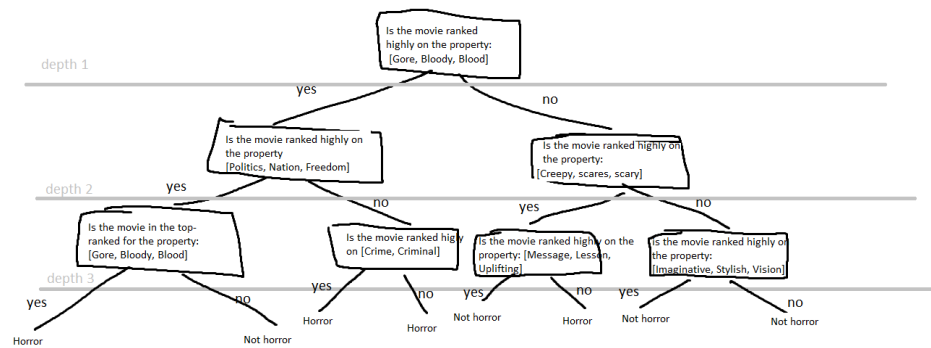 Is the movie ranked
highly on the property:
[Gore, Bloody, Blood]
depth 1
yes
no
Is the movie ranked highly on
the property
[Politics, Nation, Freedom]
Is the movie ranked highly on
the property:
[Creepy, scares, scary]
depth 2
yes
no
yes
no
Is the movie in the top-
ranked for the property:
[Gore, Bloody, Blood]
Is the movie ranked highly
on [Crime, Criminal]
Is the movie ranked highly on the
property: [Message, Lesson,
Uplifting]
Is the movie ranked highly on
the property:
[Imaginative, Stylish, Vision]
depth 3
yes
no
yes
no
yes
no
yes
no
Horror
Not horror
Horror
Horror
Not horror
Horror
Not horror
Not horror